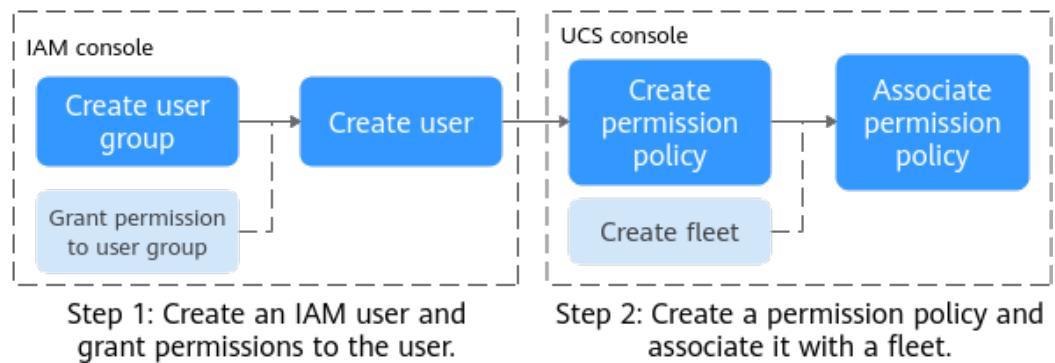 IAM console
Create user
group
Create user
Grant permission
to user group
Step 1: Create an IAM user and
grant permissions to the user.
UCS console
Create
permission
policy
Associate
permission
policy
Create fleet
Step 2: Create a permission policy and
associate it with a fleet.